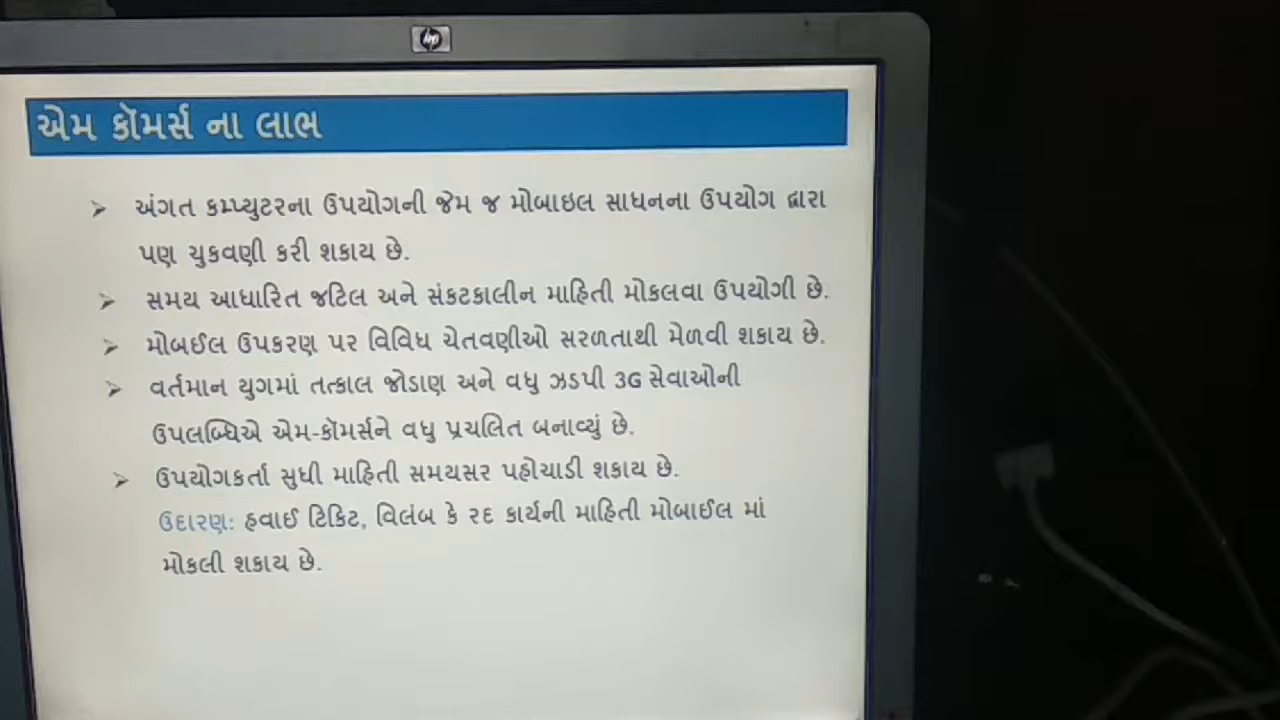 hp
એમ કૉમર્સ ના લાભ
➢ અંગત કમ્પ્યુટરના ઉપયોગની જેમ જ મોબાઇલ સાધનના ઉપયોગ દ્વારા
પણ ચુકવણી કરી શકાય છે.
➢ સમય આધારિત જટિલ અને સંકટકાલીન માહિતી મોકલવા ઉપયોગી છે.
➢ મોબઈલ ઉપકરણ પર વિવિધ ચેતવણીઓ સરળતાથી મેળવી શકાય છે.
➢ વર્તમાન યુગમાં તત્કાલ જોડાણ અને વધુ ઝડપી 3G સેવાઓની
ઉપલબ્ધિએ એમ-કૉમર્સને વધુ પ્રચલિત બનાવ્યું છે.
➢ ઉપયોગકર્તા સુધી માહિતી સમયસર પહોચાડી શકાય છે.
ઉદારણ: હવાઈ ટિકિટ, વિલંબ કે રદ કાર્યની માહિતી મોબાઈલ માં
મોકલી શકાય છે.